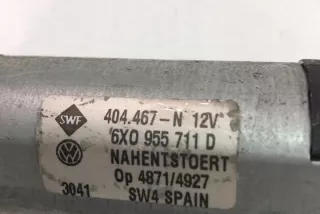 SWF 404.467-N 12V
6X0 955 711 D
NAHENTSTOERT
Op 4871/4927
3041 SW4 SPAIN